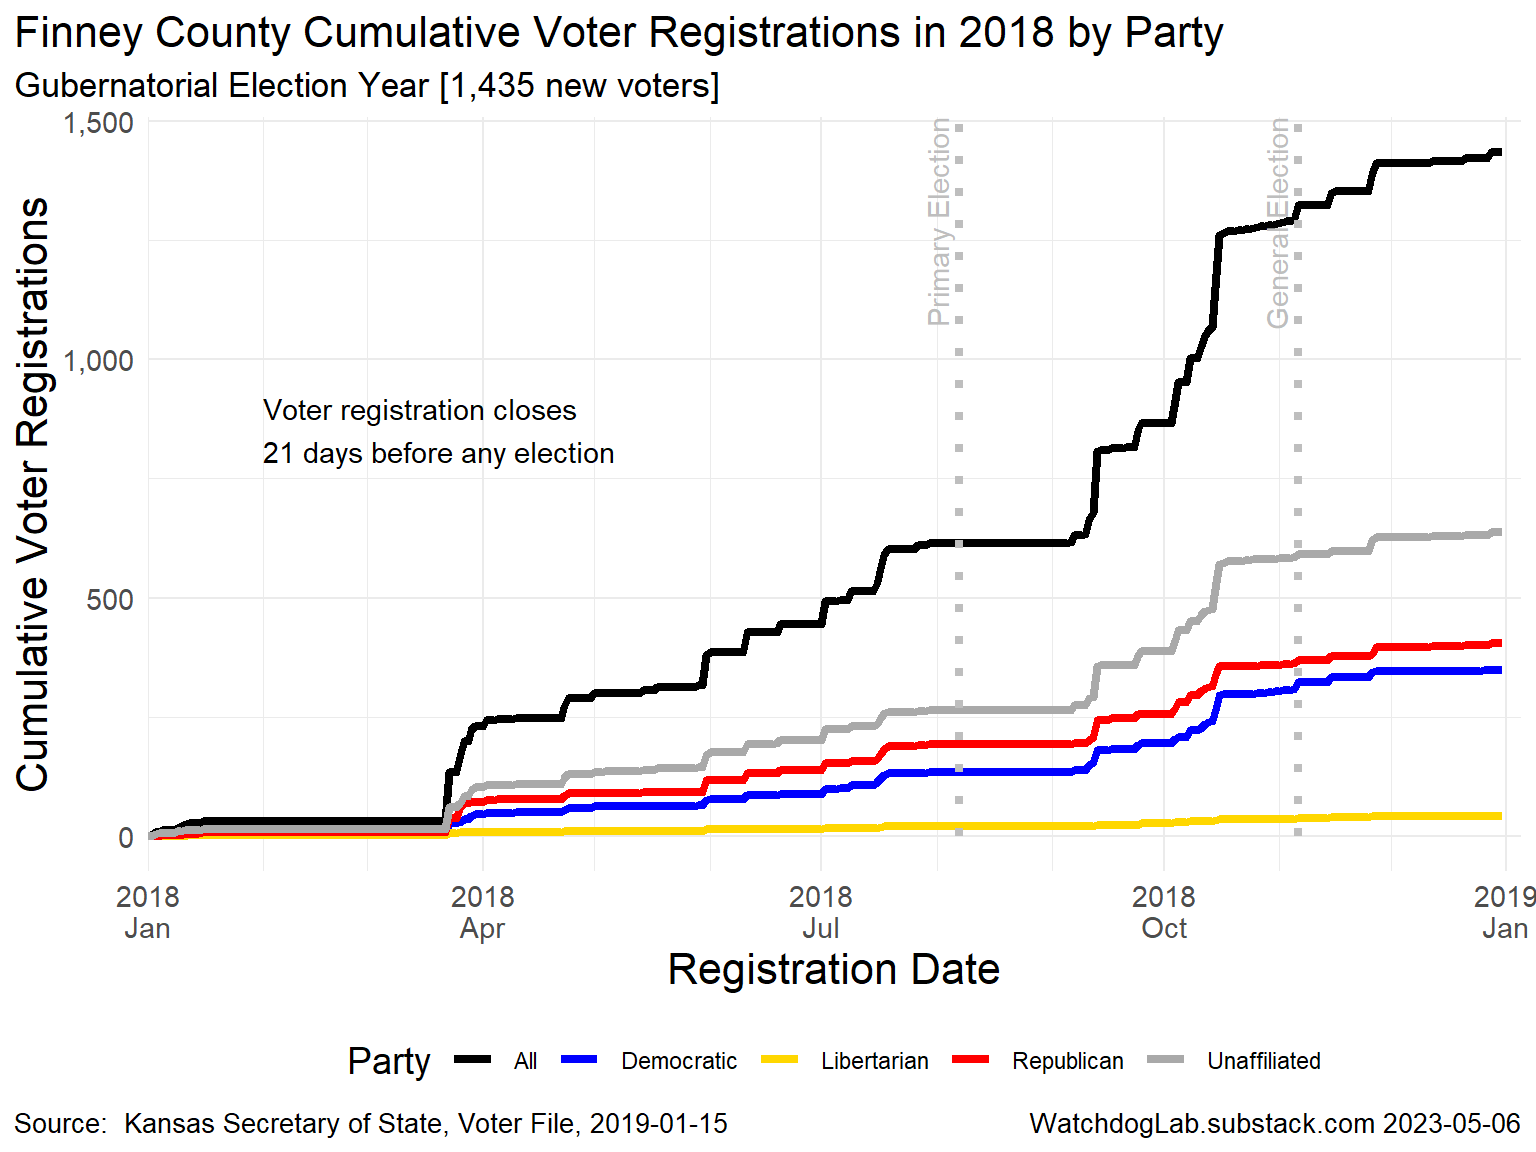 Finney County Cumulative Voter Registrations in 2018 by Party
Gubernatorial Election Year [1,435 new voters]
Cumulative Voter Registrations
1,500
1,000
500
0
Primary Election
General Election
Voter registration closes
21 days before any election
2018 2018 2018 2018 2019
Jan Apr Jul Oct Jan
Registration Date
Party All Democratic Libertarian Republican Unaffiliated
Source:  Kansas Secretary of State, Voter File, 2019-01-15
WatchdogLab.substack.com 2023-05-06